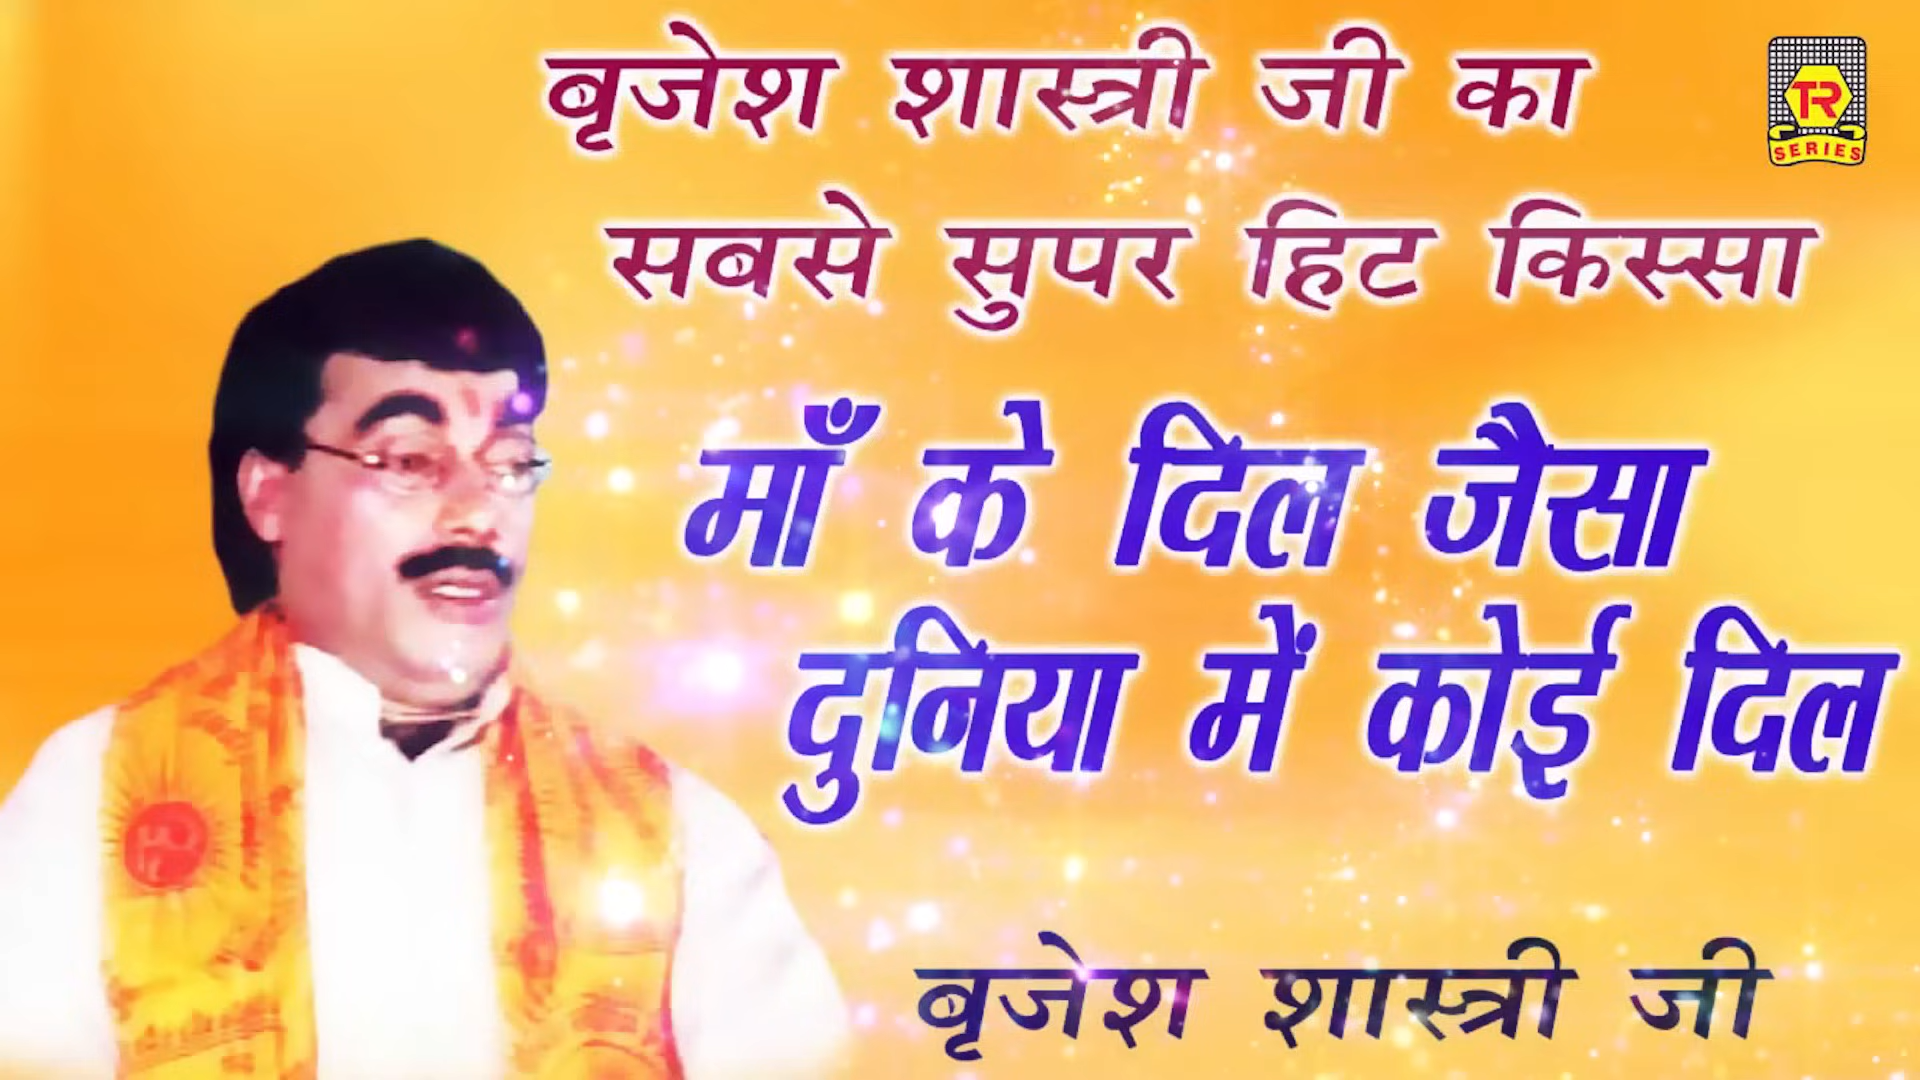 बृजेश शास्त्री जी का
सबसे सुपर हिट किस्सा
माँ के दिल जैसा
दुनिया में कोई दिल
बृजेश शास्त्री जी
TR
SERIES